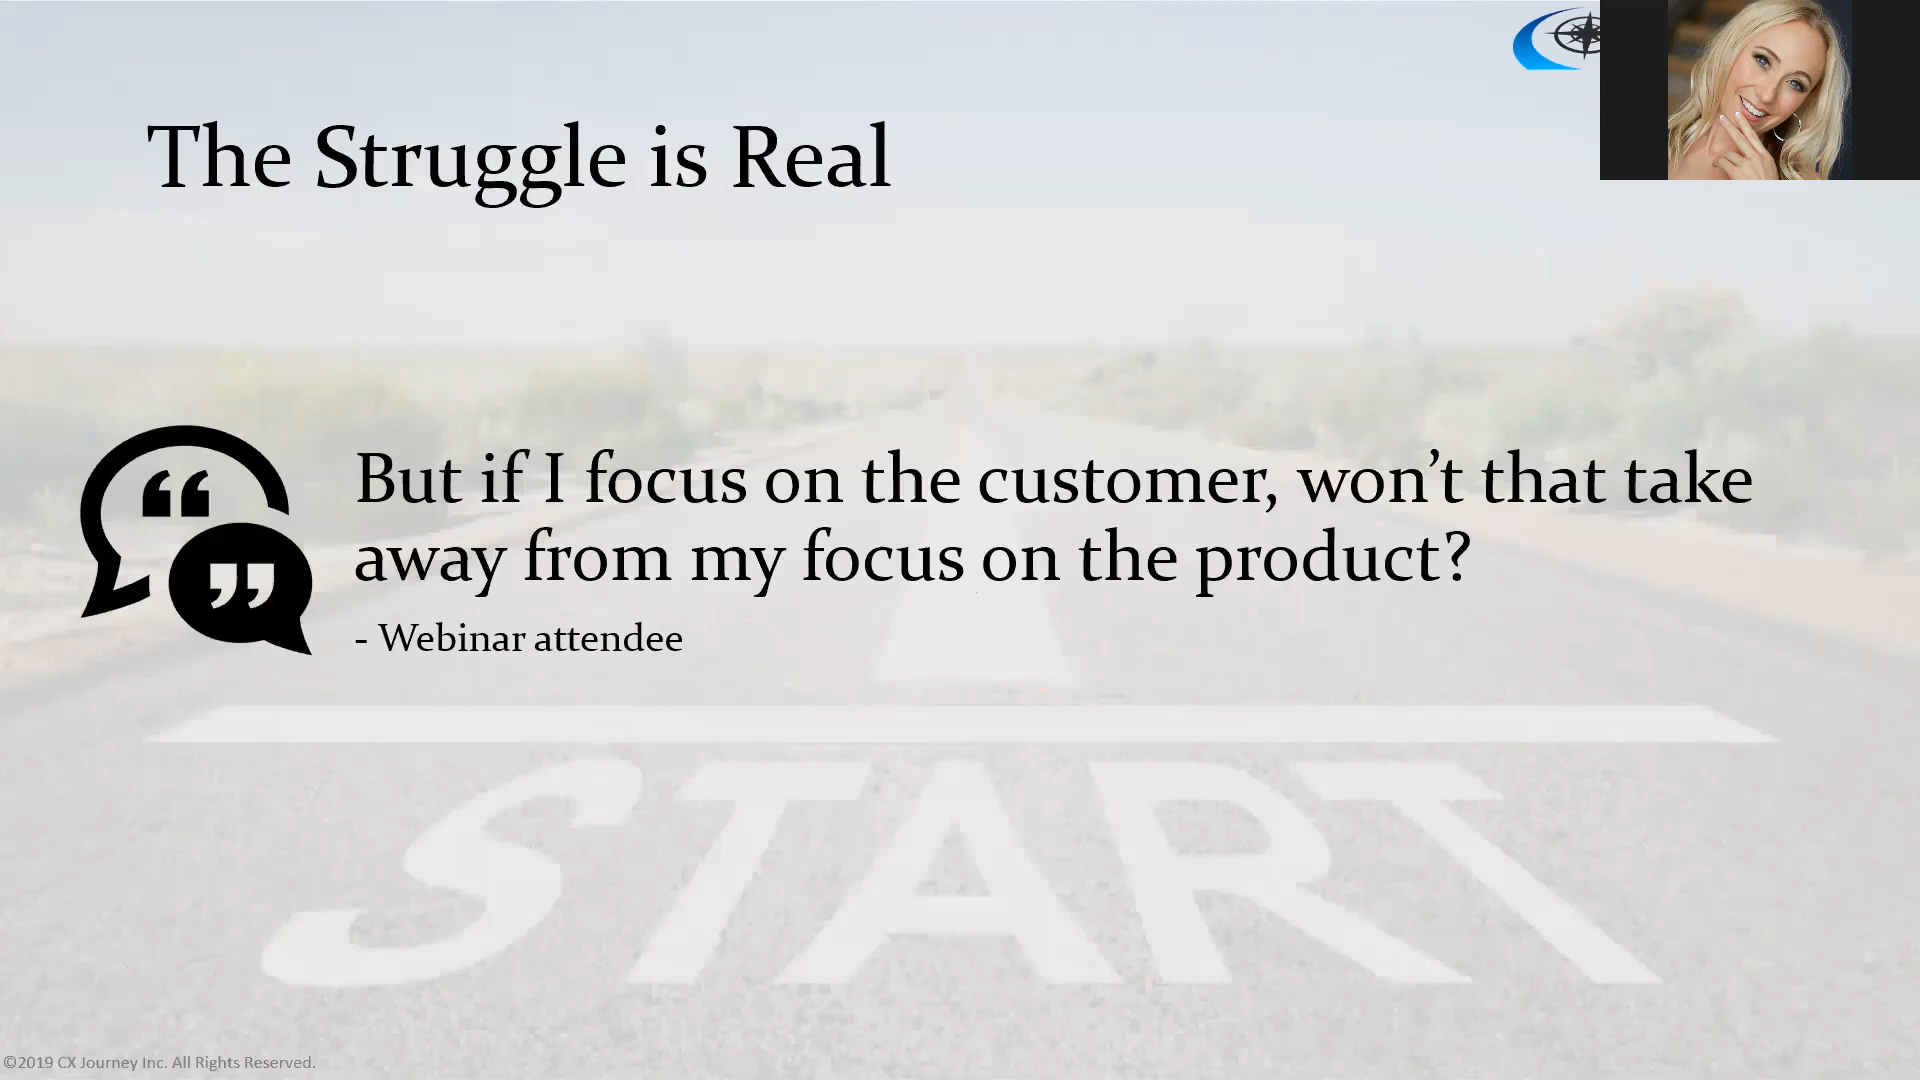 The Struggle is Real
But if I focus on the customer, won’t that take
away from my focus on the product?
- Webinar attendee
START
©2019 CX Journey Inc. All Rights Reserved.